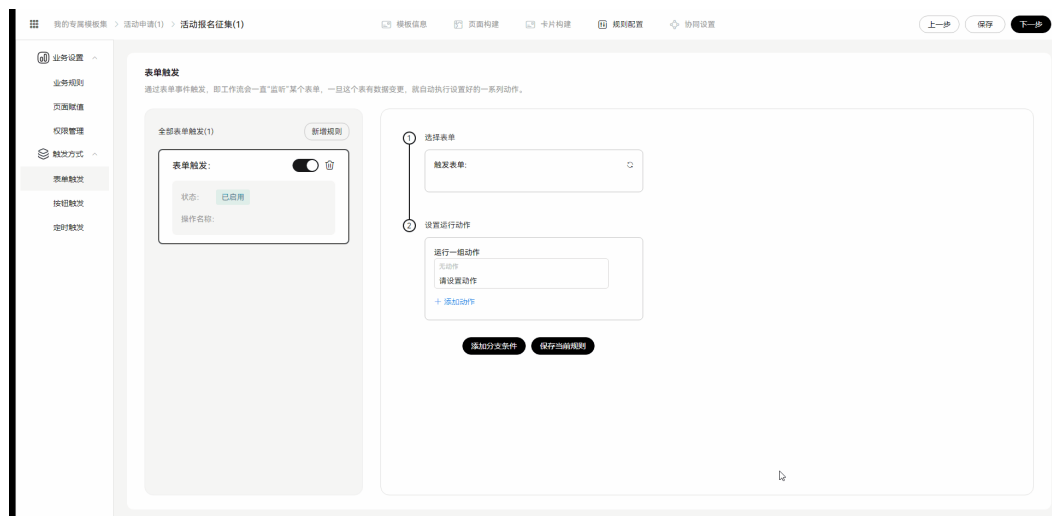 我的专属模板集 > 活动申请(1) > 活动报名征集(1)
模板信息
页面构建
卡片构建
规则配置
协同设置
上一步
保存
下一步
业务设置
业务规则
页面赋值
权限管理
触发方式
表单触发
按钮触发
定时触发
表单触发
通过表单事件触发，即工作流会一直"监听"某个表单，一旦这个表有数据变更，就自动执行设置好的一系列动作。
全部表单触发(1)
新增规则
表单触发:
状态: 已启用
操作名称:
1 选择表单
触发表单:
2 设置运行动作
运行一组动作
无动作
请设置动作
+ 添加动作
添加分支条件
保存当前规则